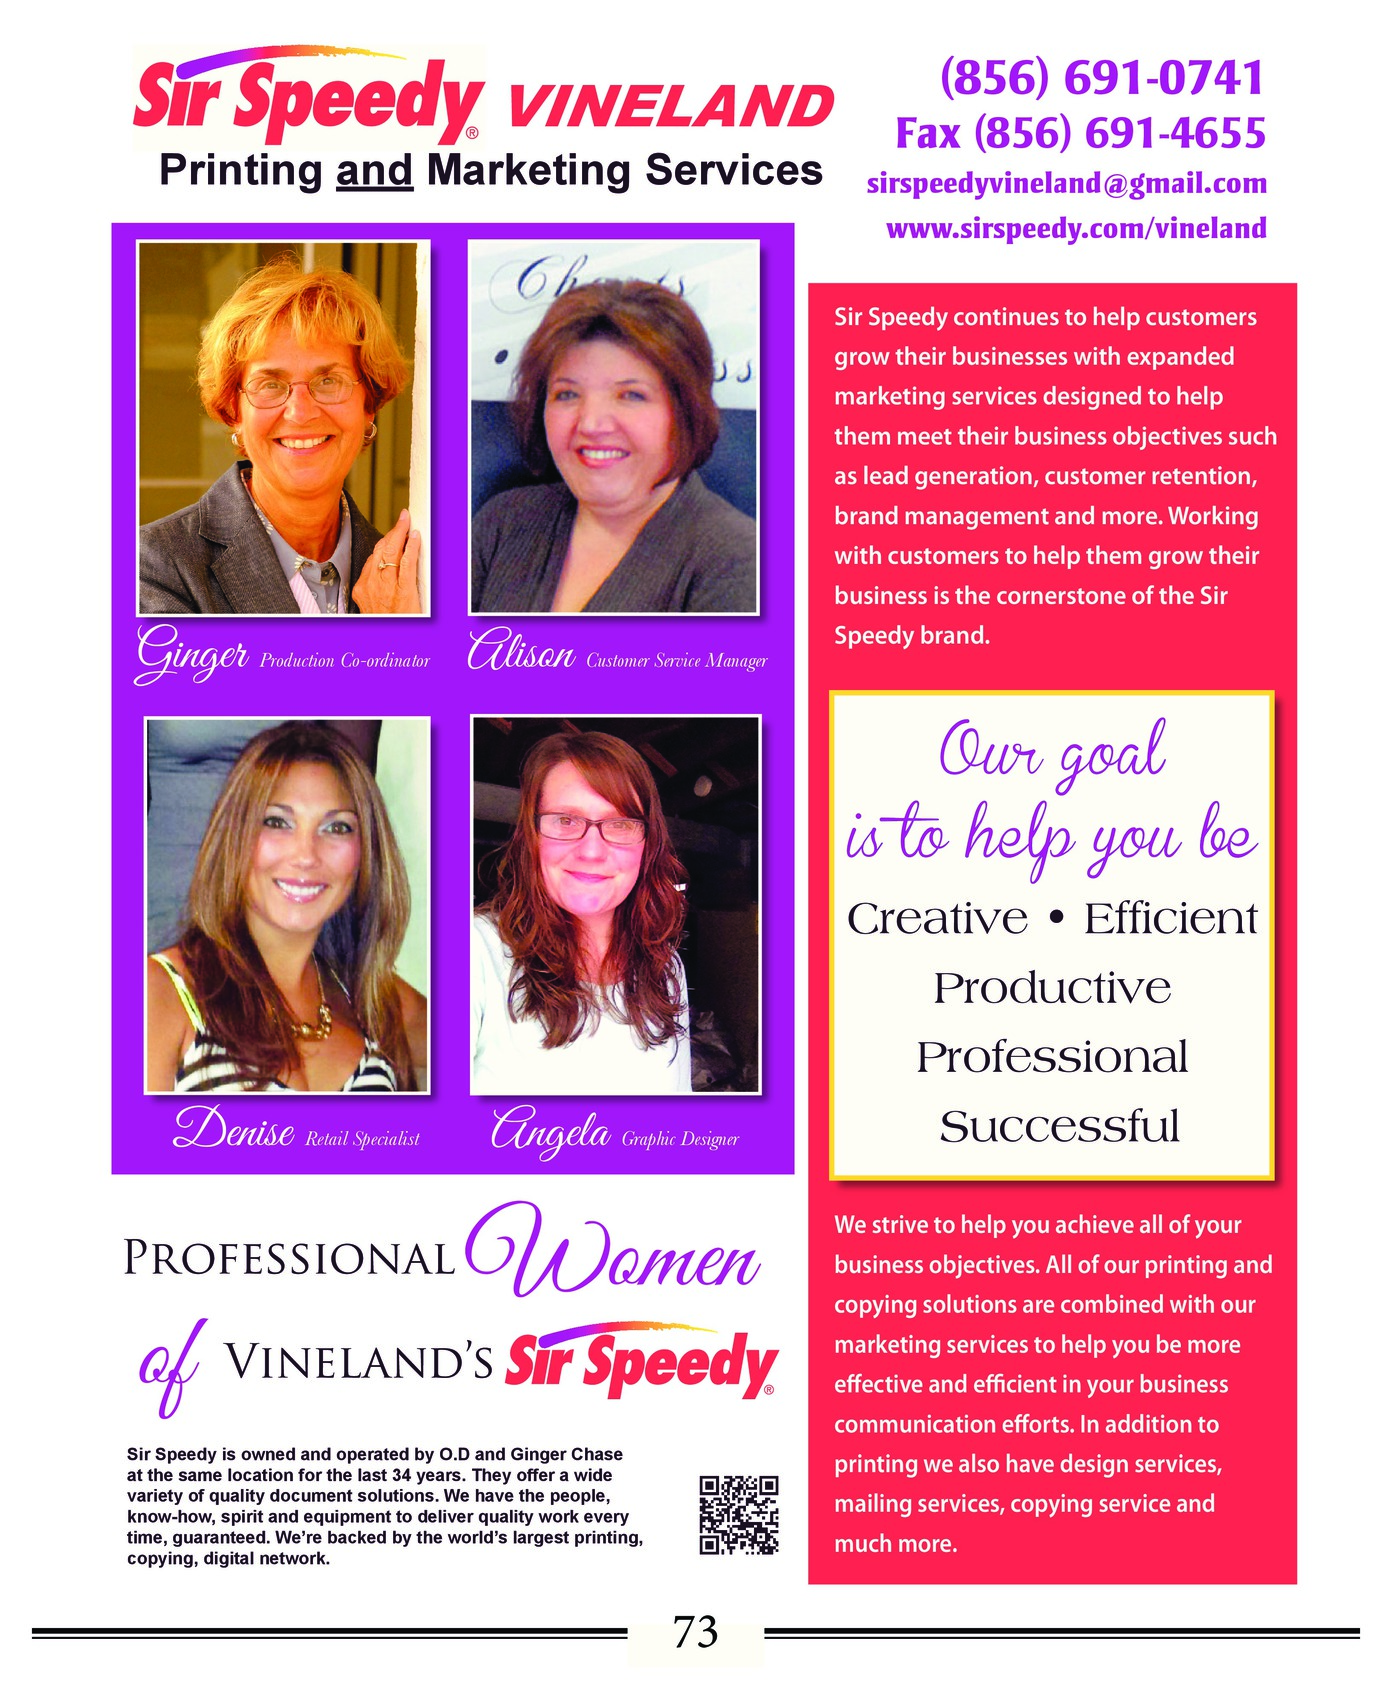 Sir Speedy® VINELAND
Printing and Marketing Services
(856) 691-0741
Fax (856) 691-4655
sirspeedyvineland@gmail.com
www.sirspeedy.com/vineland
Ginger Production Co-ordinator
Alison Customer Service Manager
Denise Retail Specialist
Angela Graphic Designer
PROFESSIONAL Women
of VINELAND'S Sir Speedy®
Sir Speedy is owned and operated by O.D and Ginger Chase
at the same location for the last 34 years. They offer a wide
variety of quality document solutions. We have the people,
know-how, spirit and equipment to deliver quality work every
time, guaranteed. We're backed by the world's largest printing,
copying, digital network.
Sir Speedy continues to help customers
grow their businesses with expanded
marketing services designed to help
them meet their business objectives such
as lead generation, customer retention,
brand management and more. Working
with customers to help them grow their
business is the cornerstone of the Sir
Speedy brand.
Our goal
is to help you be
Creative • Efficient
Productive
Professional
Successful
We strive to help you achieve all of your
business objectives. All of our printing and
copying solutions are combined with our
marketing services to help you be more
effective and efficient in your business
communication efforts. In addition to
printing we also have design services,
mailing services, copying service and
much more.
73